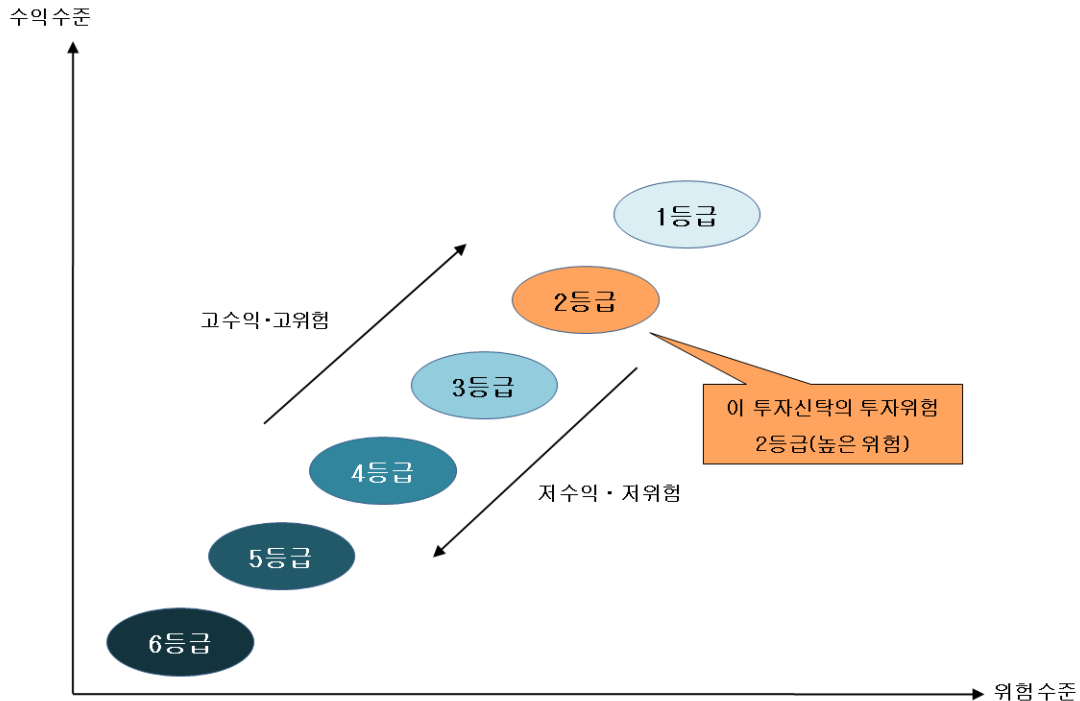 수익수준
1등급
2등급
고수익·고위험
3등급
이 투자신탁의 투자위험
2등급(높은 위험)
4등급
저수익·저위험
5등급
6등급
위험수준